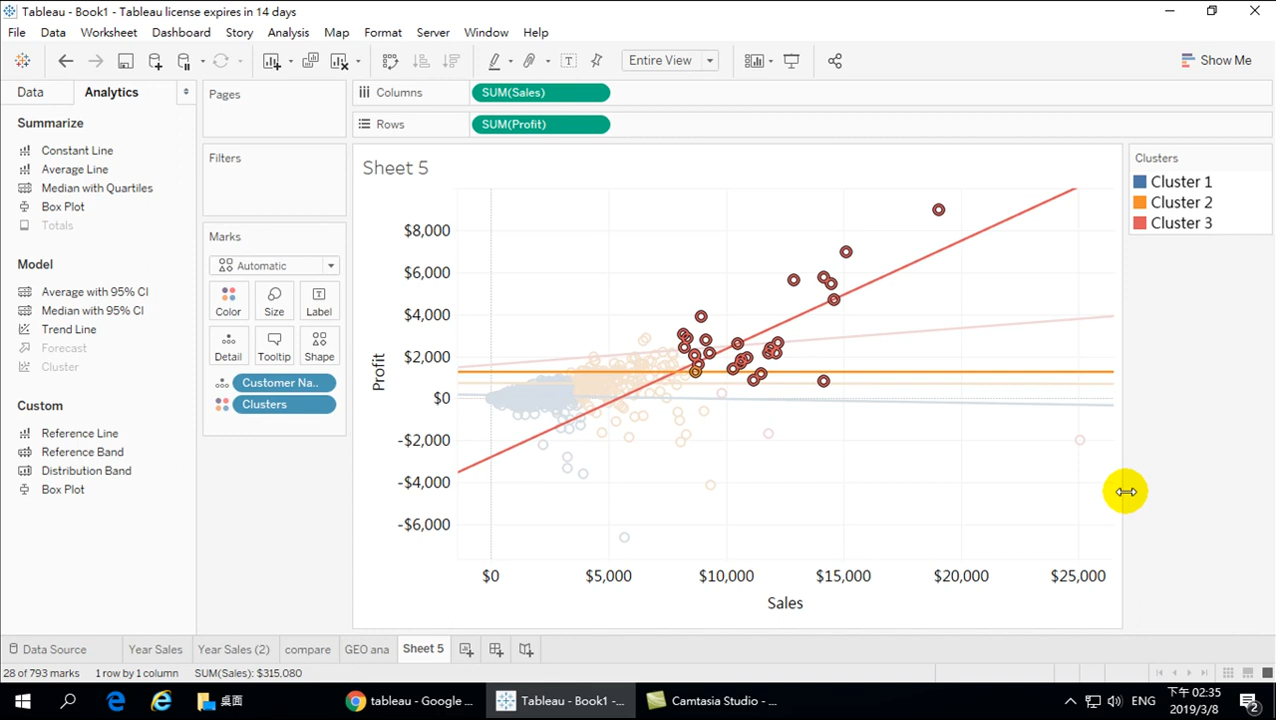 Tableau - Book1 - Tableau license expires in 14 days
File Data Worksheet Dashboard Story Analysis Map Format Server Window Help
Entire View
Show Me
Data Analytics
Summarize
Constant Line
Average Line
Median with Quartiles
Box Plot
Totals
Model
Average with 95% CI
Median with 95% CI
Trend Line
Forecast
Cluster
Custom
Reference Line
Reference Band
Distribution Band
Box Plot
Pages
Filters
Marks
Automatic
Color Size Label
Detail Tooltip Shape
Customer Na..
Clusters
Columns SUM(Sales)
Rows SUM(Profit)
Sheet 5
$8,000
$6,000
$4,000
$2,000
$0
-$2,000
-$4,000
-$6,000
Profit
$0 $5,000 $10,000 $15,000 $20,000 $25,000
Sales
Clusters
Cluster 1
Cluster 2
Cluster 3
Data Source Year Sales Year Sales (2) compare GEO ana Sheet 5
28 of 793 marks 1 row by 1 column SUM(Sales): $315,080
桌面 tableau - Google ... Tableau - Book1 -... Camtasia Studio - ... ENG
下午 02:35
2019/3/8
2